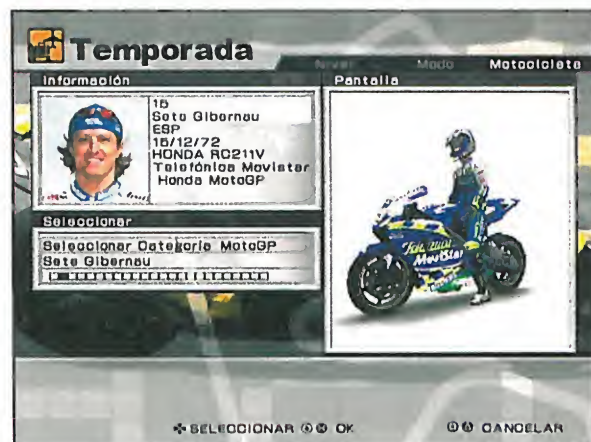 Temporada
Nivel Modo Motocicleta
Información
15
Sete Gibernau
ESP
15/12/72
HONDA RC211V
Telefónica Movistar
Honda MotoGP
Seleccionar
Seleccionar Categoría MotoGP
Sete Gibernau
Pantalla
Movistar
SELECCIONAR OK
CANCELAR